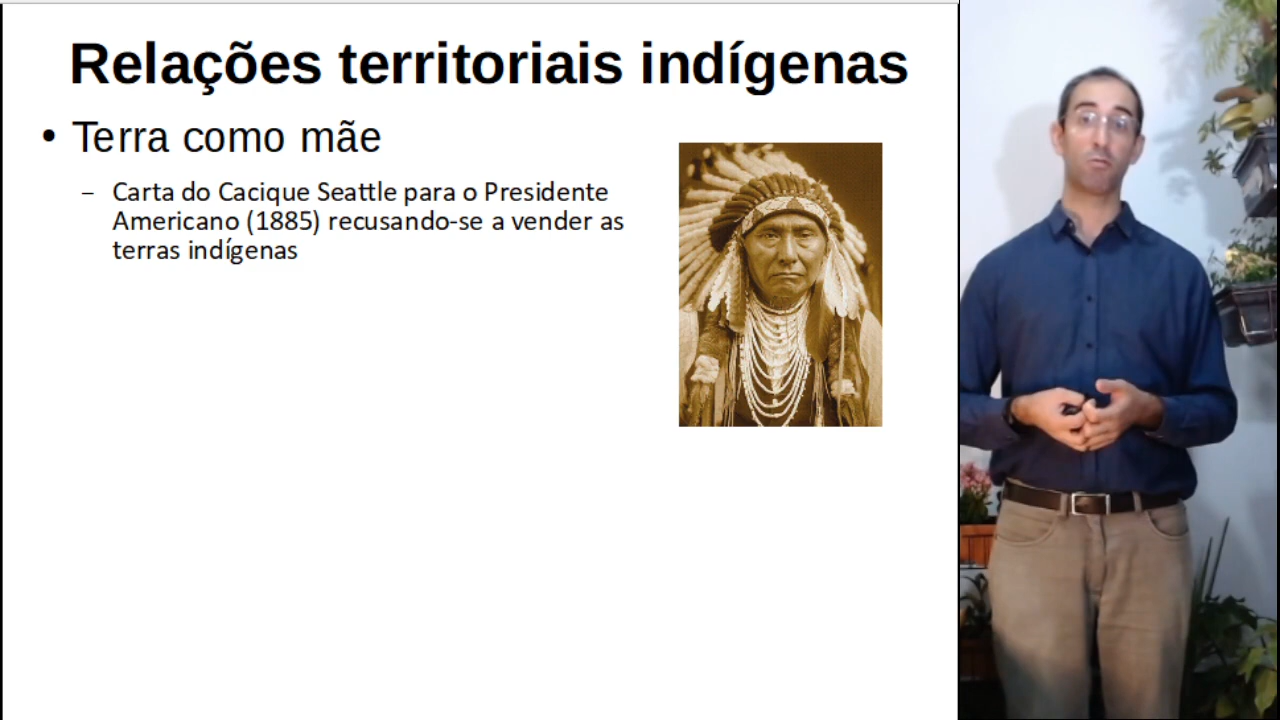 Relações territoriais indígenas
• Terra como mãe
– Carta do Cacique Seattle para o Presidente
Americano (1885) recusando-se a vender as
terras indígenas